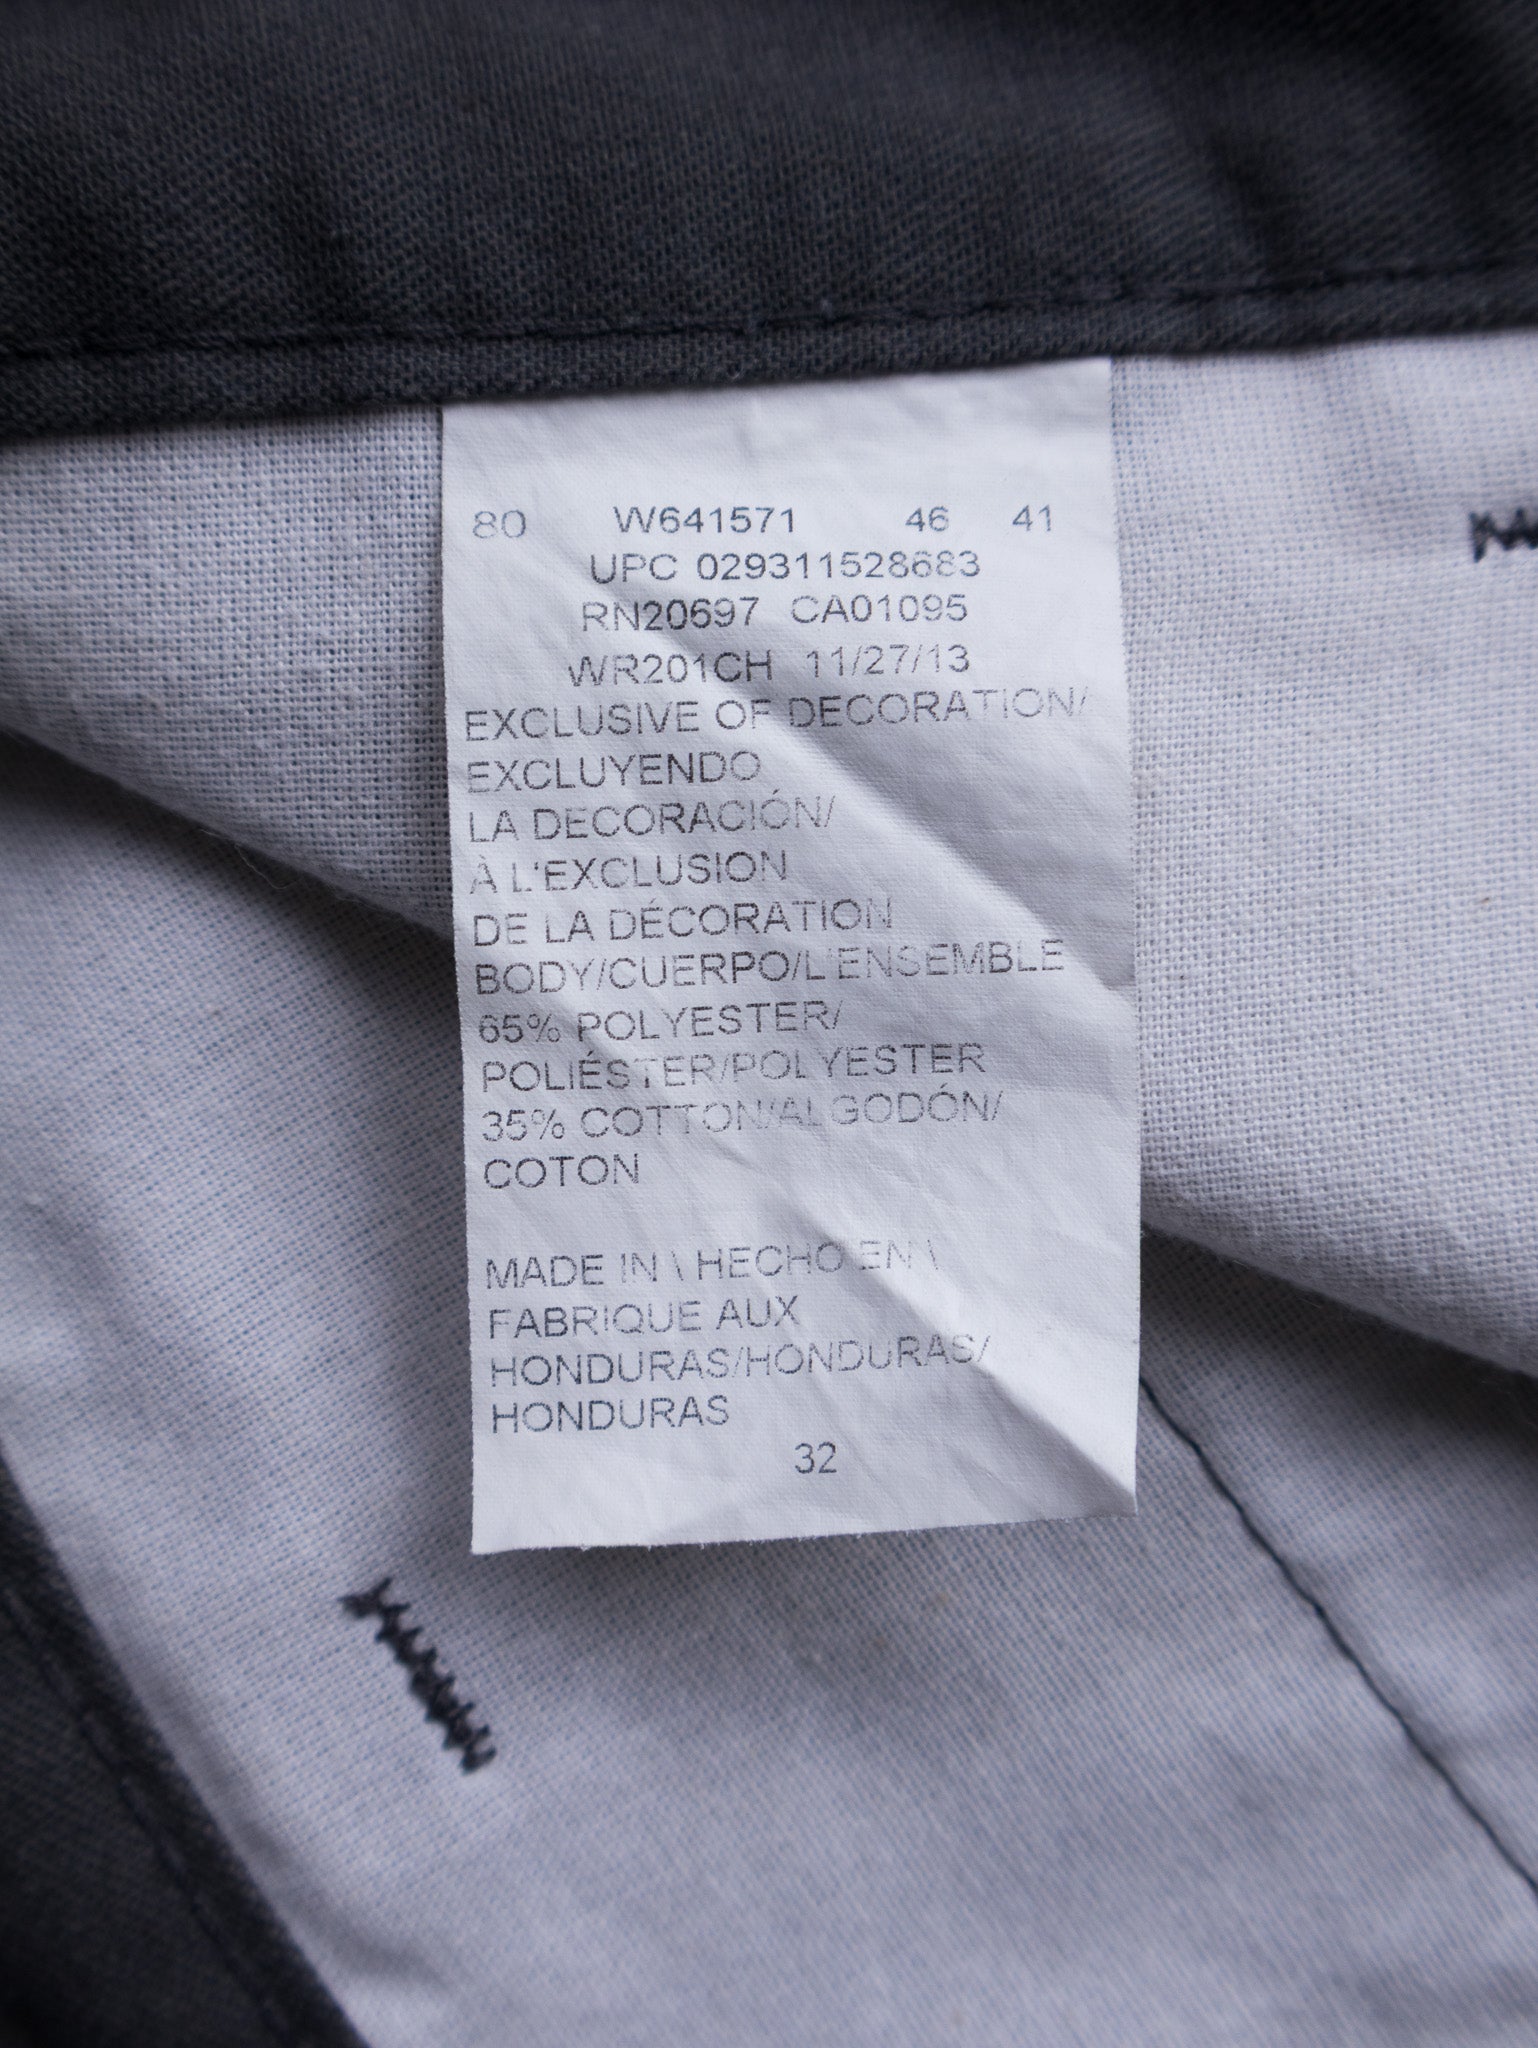 80 W641571 46 41
UPC 029311528683
RN20697 CA01095
WR201CH 11/27/13
EXCLUSIVE OF DECORATION/
EXCLUYENDO
LA DECORACIÓN/
À L'EXCLUSION
DE LA DÉCORATION
BODY/CUERPO/L'ENSEMBLE
65% POLYESTER/
POLIÉSTER/POLYESTER
35% COTTON/ALGODÓN/
COTON
MADE IN \ HECHO EN \
FABRIQUE AUX
HONDURAS/HONDURAS/
HONDURAS
32